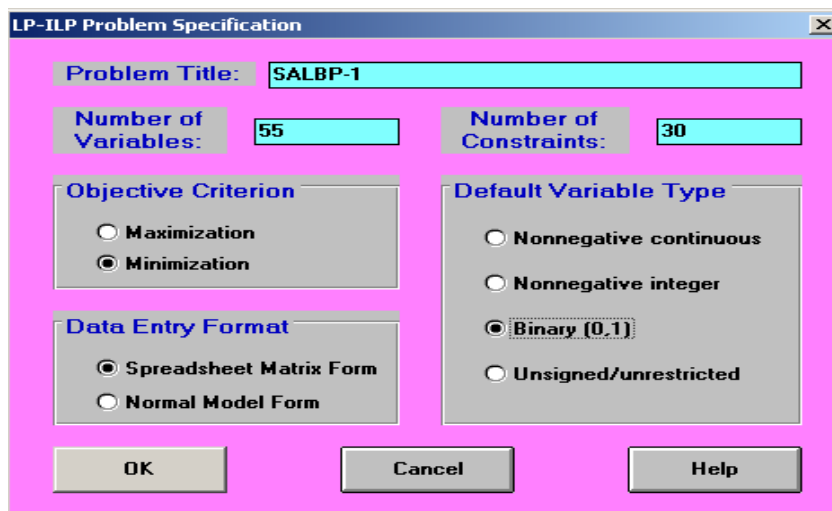 LP-ILP Problem Specification
Problem Title: SALBP-1
Number of Variables: 55
Number of Constraints: 30
Objective Criterion
Maximization
Minimization
Default Variable Type
Nonnegative continuous
Nonnegative integer
Binary (0,1)
Unsigned/unrestricted
Data Entry Format
Spreadsheet Matrix Form
Normal Model Form
OK
Cancel
Help